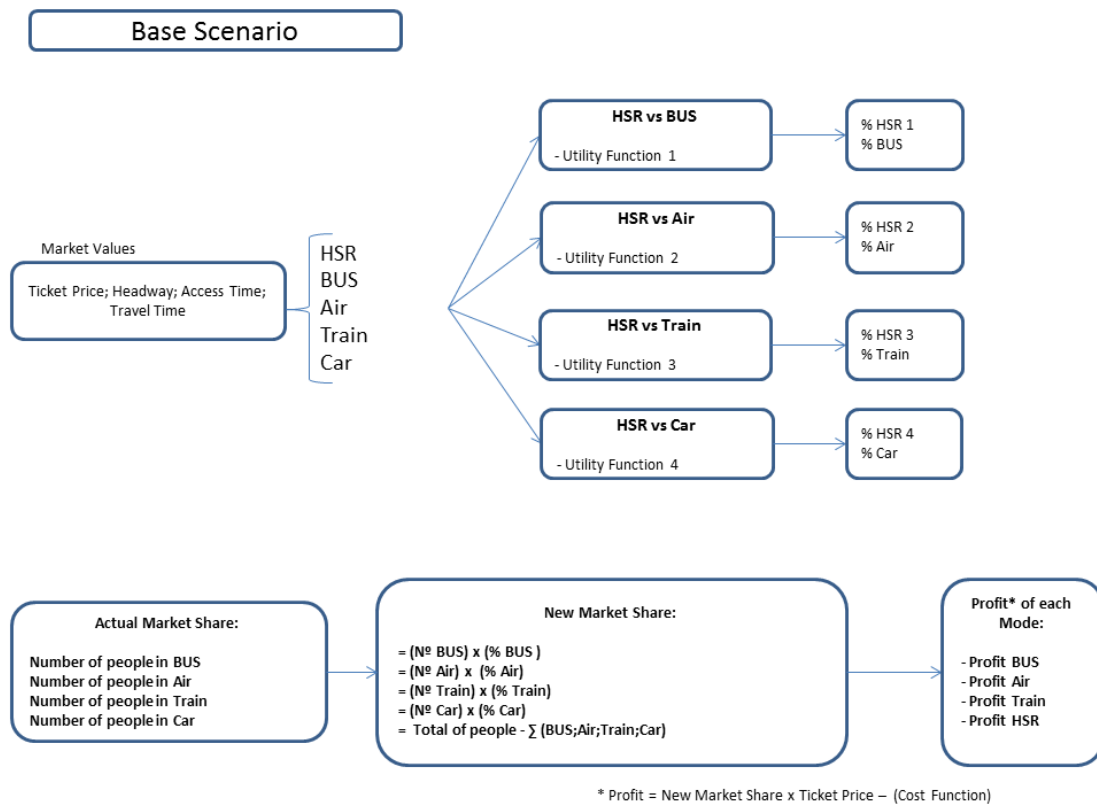 Base Scenario
HSR vs BUS
- Utility Function 1
% HSR 1
% BUS
HSR vs Air
- Utility Function 2
% HSR 2
% Air
Market Values
Ticket Price; Headway; Access Time;
Travel Time
HSR
BUS
Air
Train
Car
HSR vs Train
- Utility Function 3
% HSR 3
% Train
HSR vs Car
- Utility Function 4
% HSR 4
% Car
Actual Market Share:
Number of people in BUS
Number of people in Air
Number of people in Train
Number of people in Car
New Market Share:
= (Nº BUS) x (% BUS )
= (Nº Air) x (% Air)
= (Nº Train) x (% Train)
= (Nº Car) x (% Car)
= Total of people - ∑ (BUS;Air;Train;Car)
Profit* of each
Mode:
- Profit BUS
- Profit Air
- Profit Train
- Profit HSR
* Profit = New Market Share x Ticket Price – (Cost Function)